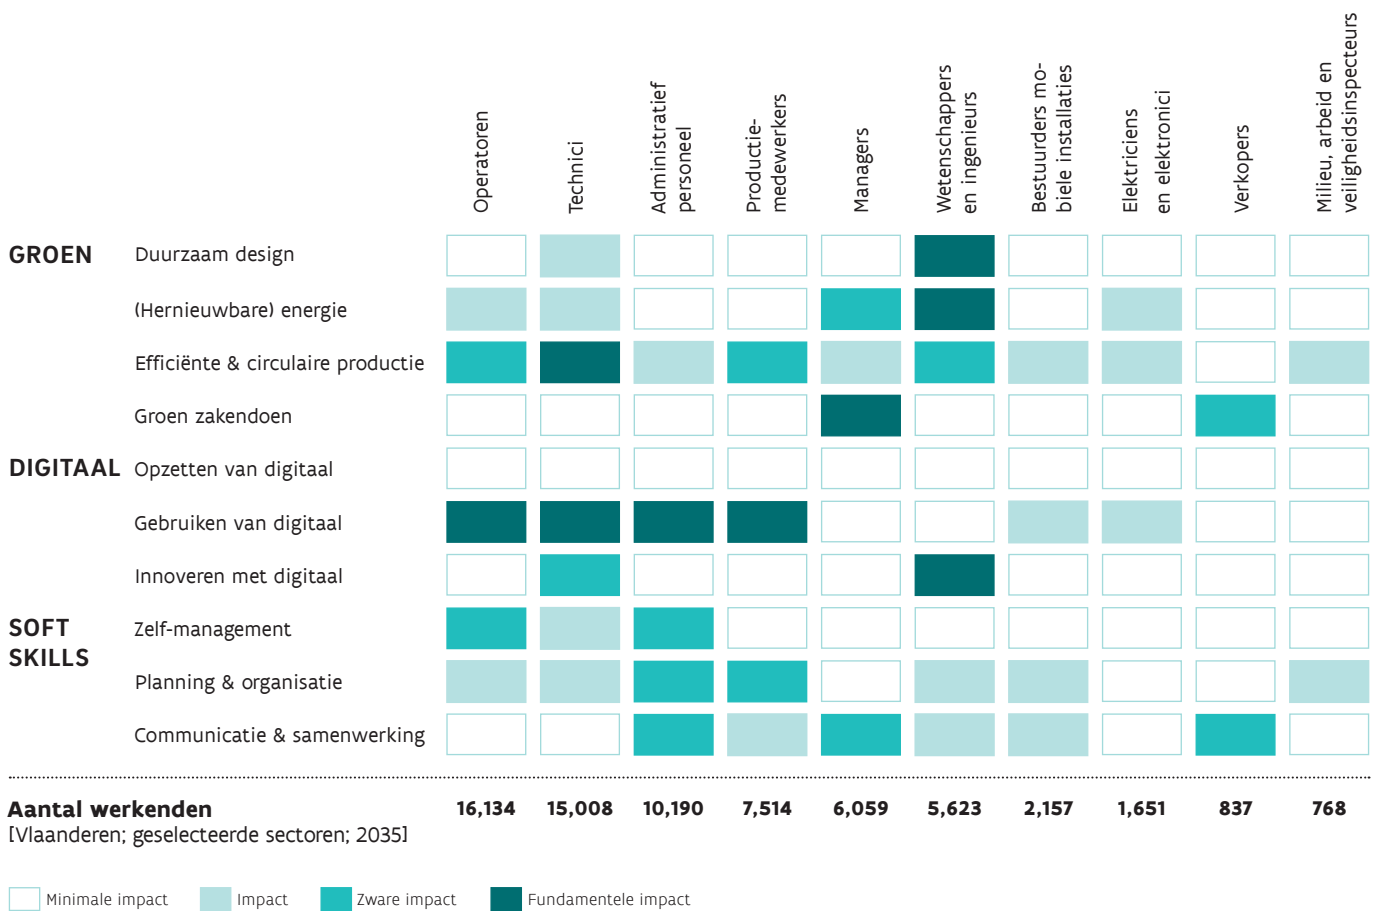 Operatoren
Technici
Administratief
personeel
Productie-
medewerkers
Managers
Wetenschappers
en ingenieurs
Bestuurders mo-
biele installaties
Elektriciens
en elektronici
Verkopers
Milieu, arbeid en
veiligheidsinspecteurs
GROEN
Duurzaam design
(Hernieuwbare) energie
Efficiënte & circulaire productie
Groen zakendoen
DIGITAAL
Opzetten van digitaal
Gebruiken van digitaal
Innoveren met digitaal
SOFT
SKILLS
Zelf-management
Planning & organisatie
Communicatie & samenwerking
Aantal werkenden
16,134 15,008 10,190 7,514 6,059 5,623 2,157 1,651 837 768
[Vlaanderen; geselecteerde sectoren; 2035]
Minimale impact
Impact
Zware impact
Fundamentele impact